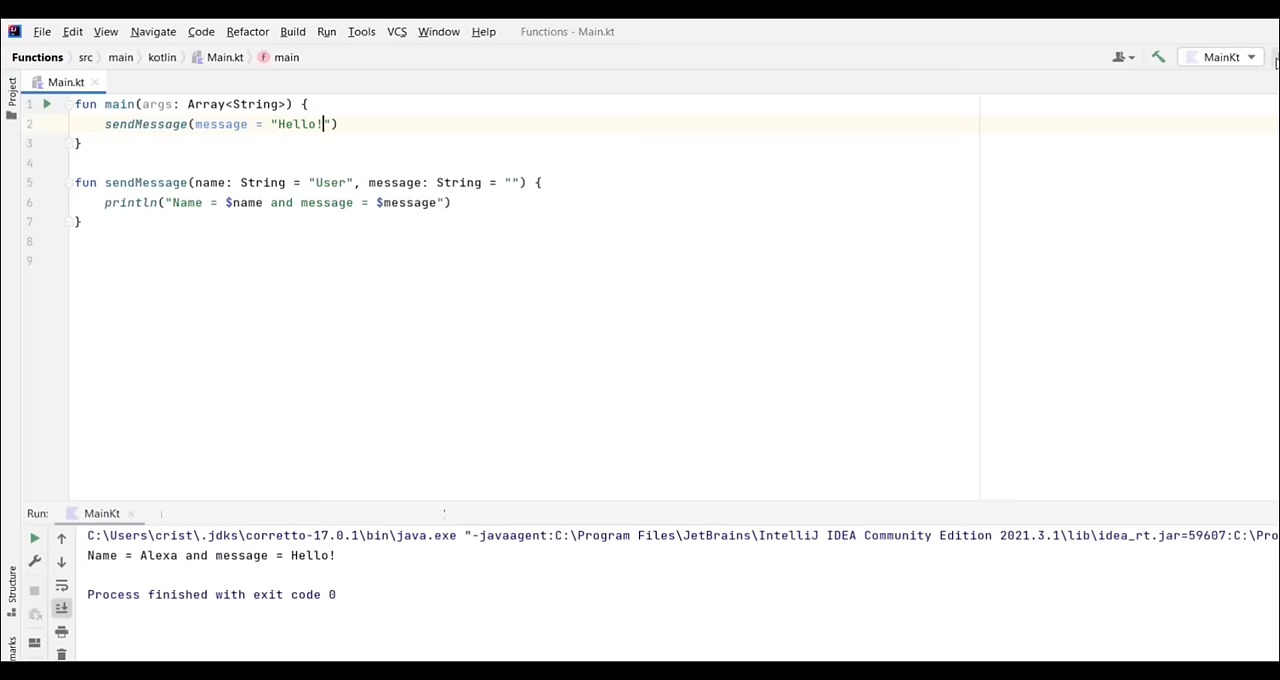 File Edit View Navigate Code Refactor Build Run Tools VCS Window Help Functions - Main.kt
Functions src main kotlin Main.kt main MainKt
Project
Main.kt
1 fun main(args: Array<String>) {
2 sendMessage(message = "Hello!")
3 }
4
5 fun sendMessage(name: String = "User", message: String = "") {
6 println("Name = $name and message = $message")
7 }
8
9
Run: MainKt
C:\Users\crist\.jdks\corretto-17.0.1\bin\java.exe "-javaagent:C:\Program Files\JetBrains\IntelliJ IDEA Community Edition 2021.3.1\lib\idea_rt.jar=59607:C:\Pro
Name = Alexa and message = Hello!
Process finished with exit code 0
Structure
marks